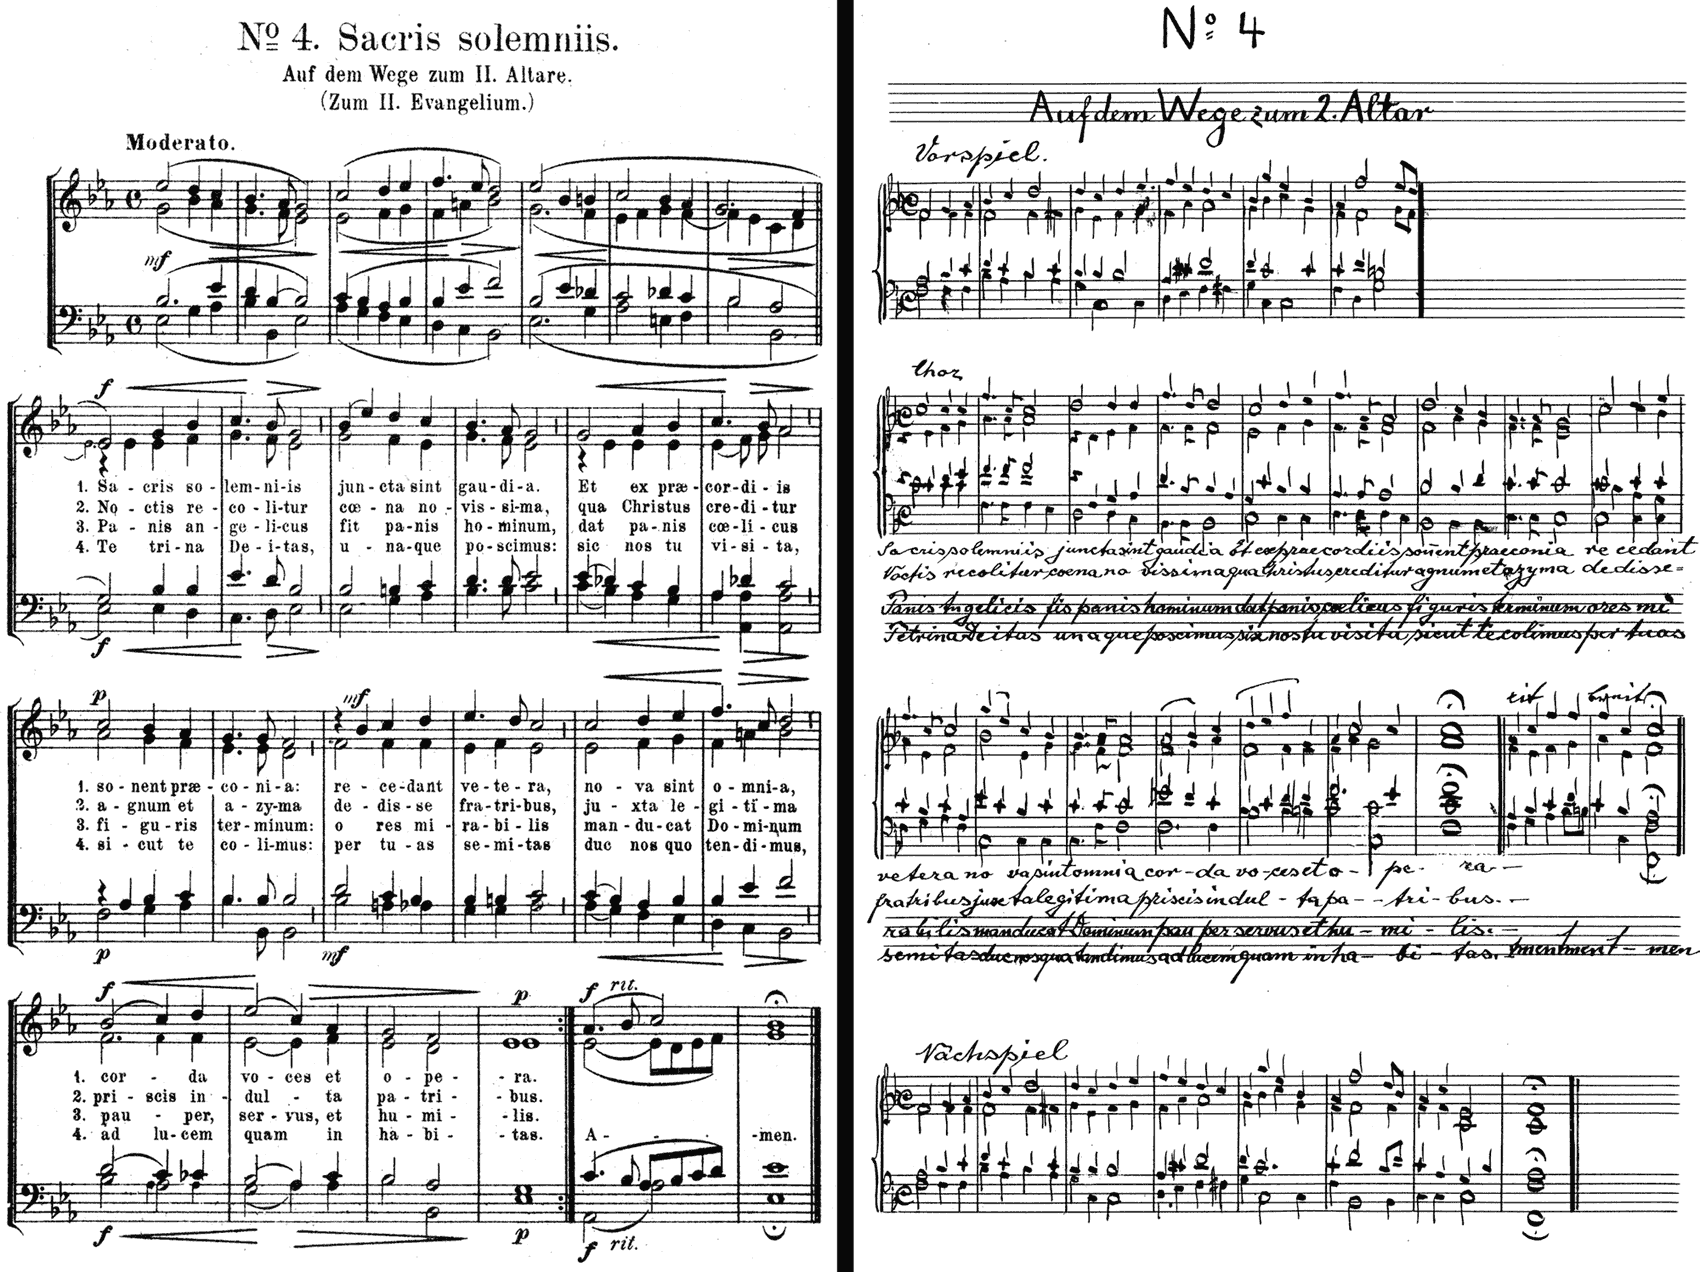 Nº 4. Sacris solemniis.
Auf dem Wege zum II. Altare.
(Zum II. Evangelium.)
Moderato.
mf
f
1. Sa - cris so - lem - ni - is junc - ta sint gau - di - a. Et ex præ - cor - di - is
2. No - ctis re - co - li - tur cœ - na no - vis - si - ma, qua Christus cre - di - tur
3. Pa - nis an - ge - li - cus fit pa - nis ho - minum, dat pa - nis cœ - li - cus
4. Te tri - na De - i - tas, u - na - que po - scimus: sic nos tu vi - si - ta,
f
p mf
1. so - nent præ - co - ni - a: re - ce - dant ve - te - ra, no - va sint o - mni - a,
2. a - gnum et a - zy - ma de - dis - se fra - tri - bus, ju - xta le - gi - ti - ma
3. fi - gu - ris ter - minum: o res mi - ra - bi - lis man - du - cat Do - mi - num
4. si - cut te co - li - mus: per tu - as se - mi - tas duc nos quo ten - di - mus,
p mf
f p f rit.
1. cor - da vo - ces et o - pe - - ra.
2. pri - scis in - dul - ta pa - tri - - bus.
3. pau - per, ser - vus, et hu - mi - - lis.
4. ad lu - cem quam in ha - bi - - tas. A - - - men.
f p f rit.
Nº 4
Auf dem Wege zum 2. Altar
Vorspiel.
Chor
Sacris solemniis junctasint gaudia Et ex praecordiis sonent praeconia re cedant
Noctis recolitur coena no vissima qua Christus creditur agnum et azyma de disse -
Panis Angelicis fis panis hominum dat panis coelicus figuris terminum o res mi
Te trina Deitas una que poscimus, sic nos tu visita, sicut te colimus per tuas
rit
vetera no va sint omnia cor - da vo - ces et o - pe - ra -
fratribus juxta legitima priscis indul - ta pa - - tri - bus. -
rabilis manducat Dominum pau per servus et hu - mi - lis. -
semitas duc nos quo tendimus ad lucem quam in ha - bi - tas.
Nachspiel